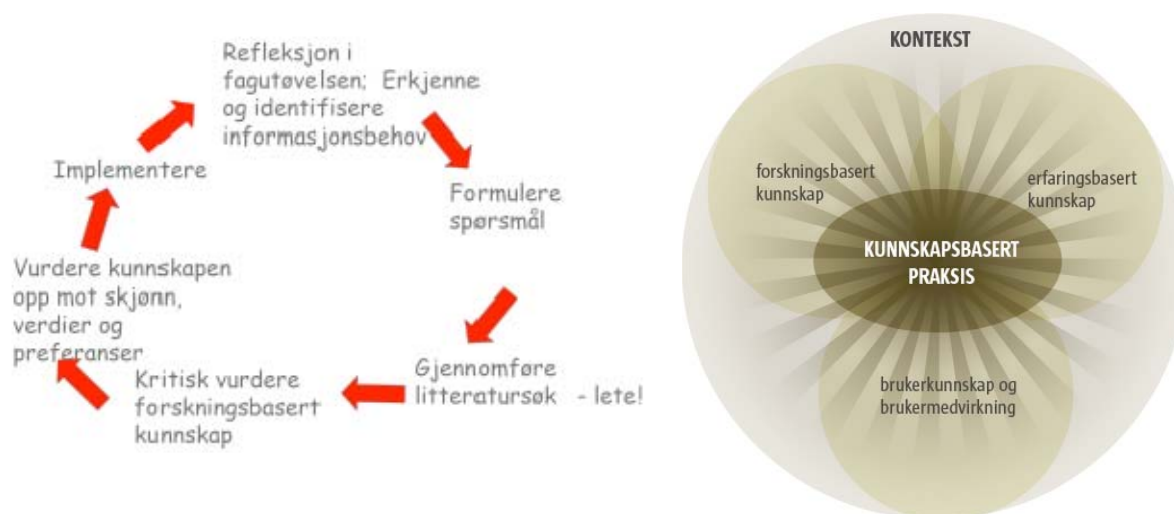 Refleksjon i
fagutøvelsen; Erkjenne
og identifisere
informasjonsbehov
Formulere
spørsmål
Gjennomføre
litteratursøk - lete!
Kritisk vurdere
forskningsbasert
kunnskap
Vurdere kunnskapen
opp mot skjønn,
verdier og
preferanser
Implementere
KONTEKST
forskningsbasert
kunnskap
erfaringsbasert
kunnskap
KUNNSKAPSBASERT
PRAKSIS
brukerkunnskap og
brukermedvirkning